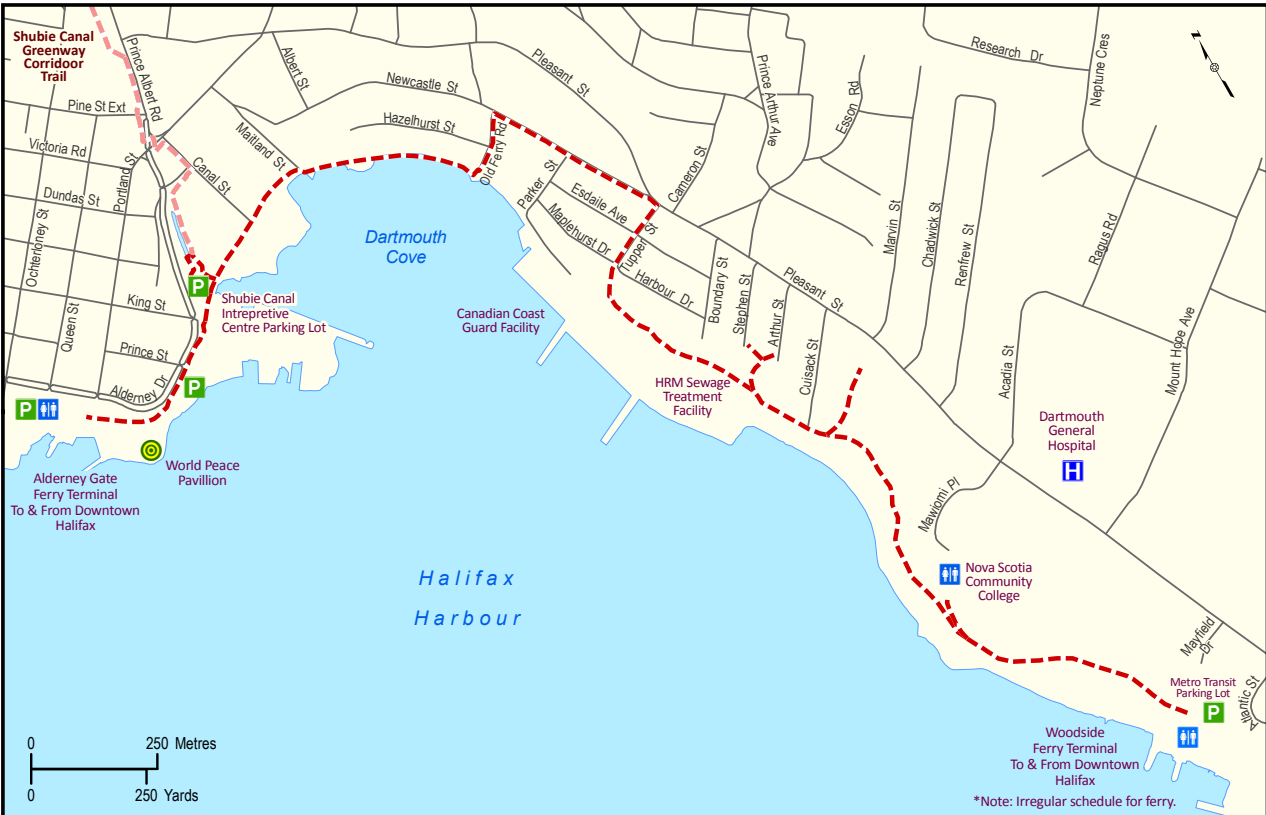 Shubie Canal
Greenway
Corridoor
Trail
Prince Albert Rd
Albert St
Pleasant St
Research Dr
Neptune Cres
Newcastle St
Prince Arthur Ave
Esson Rd
Pine St Ext
Hazelhurst St
Maitland St
Victoria Rd
Portland St
Canal St
Old Ferry Rd
Parker St
Cameron St
Dundas St
Esdaile Ave
Marvin St
Chadwick St
Renfrew St
Ragus Rd
Ochterloney St
Maplehurst Dr
Tupper St
Dartmouth
Cove
Harbour Dr
Boundary St
Stephen St
Pleasant St
Arthur St
P
Shubie Canal
Intrepretive
Centre Parking Lot
King St
Queen St
Canadian Coast
Guard Facility
Prince St
Cuisack St
Acadia St
Mount Hope Ave
Alderney Dr
P
HRM Sewage
Treatment
Facility
P
Dartmouth
General
Hospital
H
World Peace
Pavillion
Alderney Gate
Ferry Terminal
To & From Downtown
Halifax
Mawiomi Pl
Halifax
Harbour
Nova Scotia
Community
College
Mayfield
Dr
Metro Transit
Parking Lot
P
Atlantic St
Woodside
Ferry Terminal
To & From Downtown
Halifax
*Note: Irregular schedule for ferry.
0 250 Metres
0 250 Yards